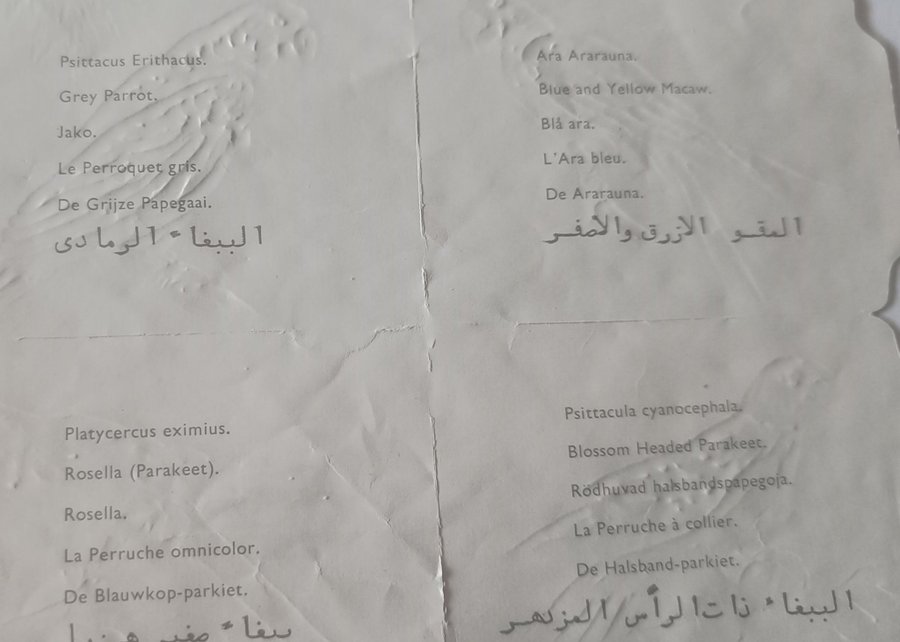 Psittacus Erithacus.
Grey Parrot.
Jako.
Le Perroquet gris.
De Grijze Papegaai.
الببغاء الرمادى
Ara Ararauna.
Blue and Yellow Macaw.
Blå ara.
L'Ara bleu.
De Ararauna.
المقو الازرق والاصفر
Platycercus eximius.
Rosella (Parakeet).
Rosella.
La Perruche omnicolor.
De Blauwkop-parkiet.
ببغاء صغير
Psittacula cyanocephala.
Blossom Headed Parakeet.
Rödhuvad halsbandspapegoja.
La Perruche à collier.
De Halsband-parkiet.
الببغاء ذات الرأس المزهر